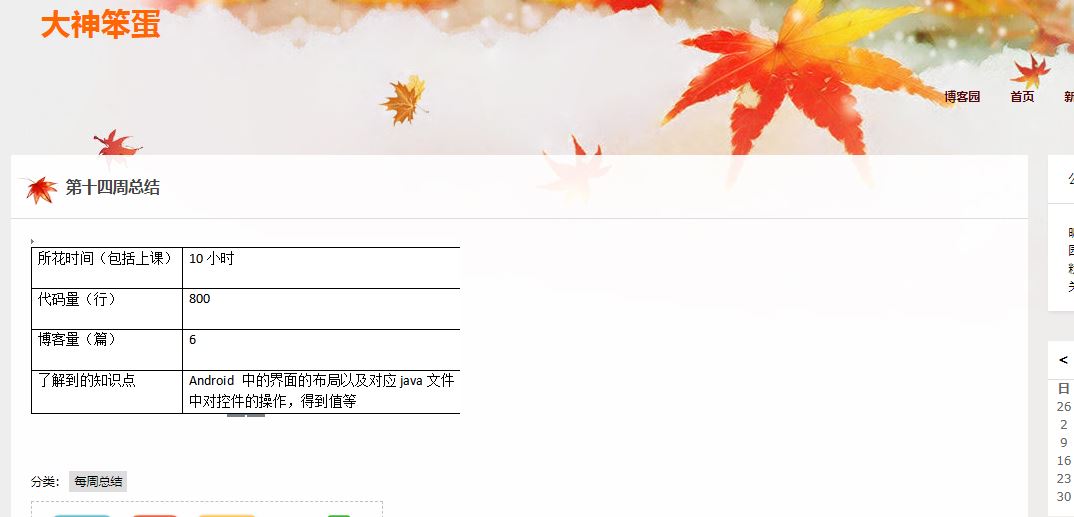 大神笨蛋
博客园 首页
第十四周总结
所花时间（包括上课） 10 小时
代码量（行） 800
博客量（篇） 6
了解到的知识点 Android 中的界面的布局以及对应 java 文件
中对控件的操作，得到值等
分类： 每周总结
<
日
26
2
9
16
23
30